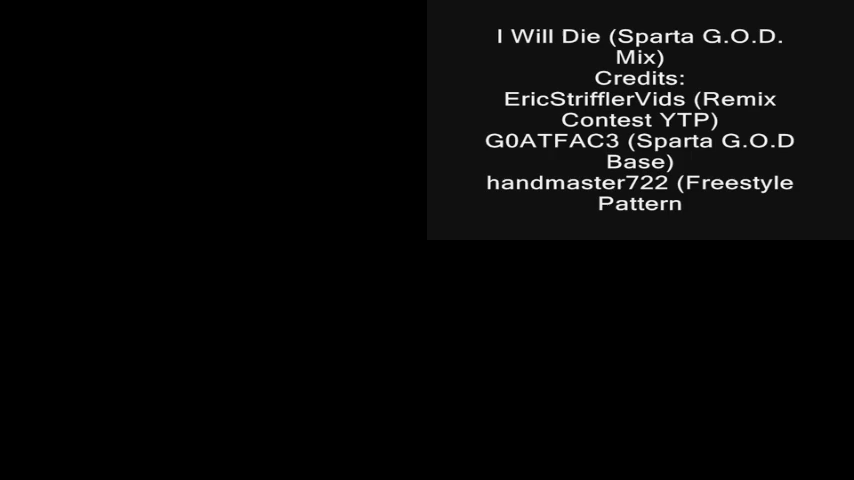 I Will Die (Sparta G.O.D.
Mix)
Credits:
EricStrifflerVids (Remix
Contest YTP)
G0ATFAC3 (Sparta G.O.D
Base)
handmaster722 (Freestyle
Pattern